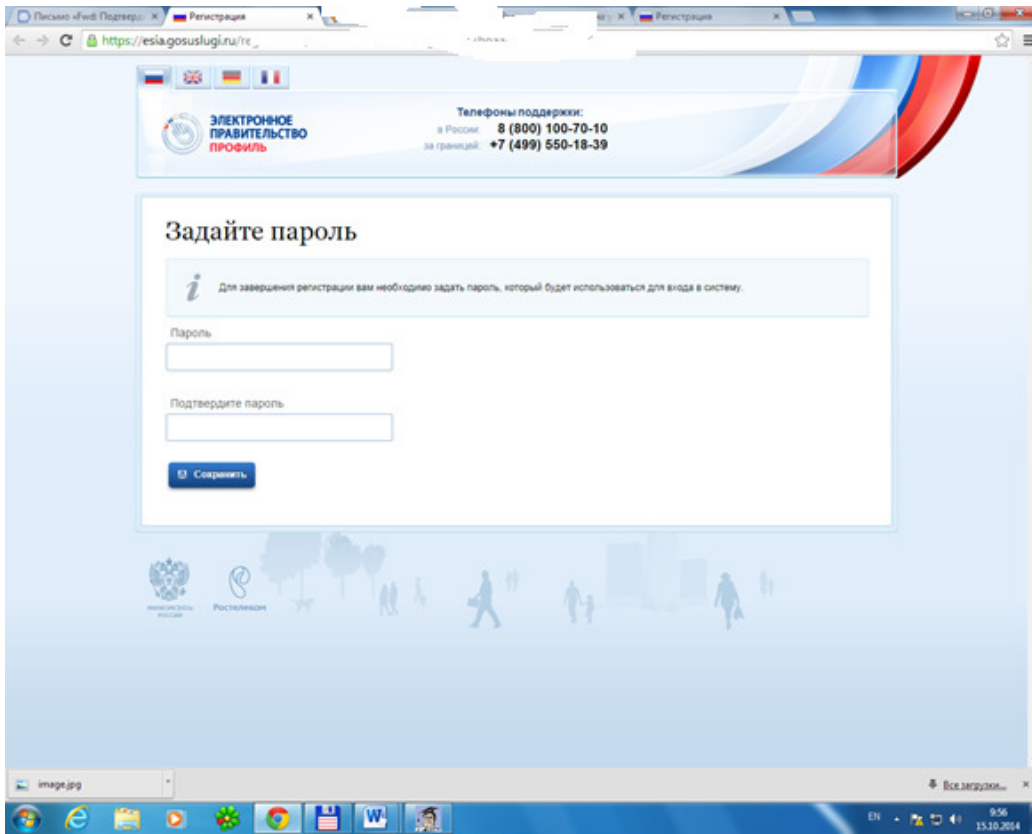 Письмо «Fwd: Подтверд
Регистрация
Регистрация
https://esia.gosuslugi.ru/re
ЭЛЕКТРОННОЕ
ПРАВИТЕЛЬСТВО
ПРОФИЛЬ
Телефоны поддержки:
в России: 8 (800) 100-70-10
за границей: +7 (499) 550-18-39
Задайте пароль
Для завершения регистрации вам необходимо задать пароль, который будет использоваться для входа в систему.
Пароль
Подтвердите пароль
Сохранить
МИНКОМСВЯЗЬ
РОССИИ
Ростелеком
image.jpg
Все загрузки...
EN
9:56
15.10.2014